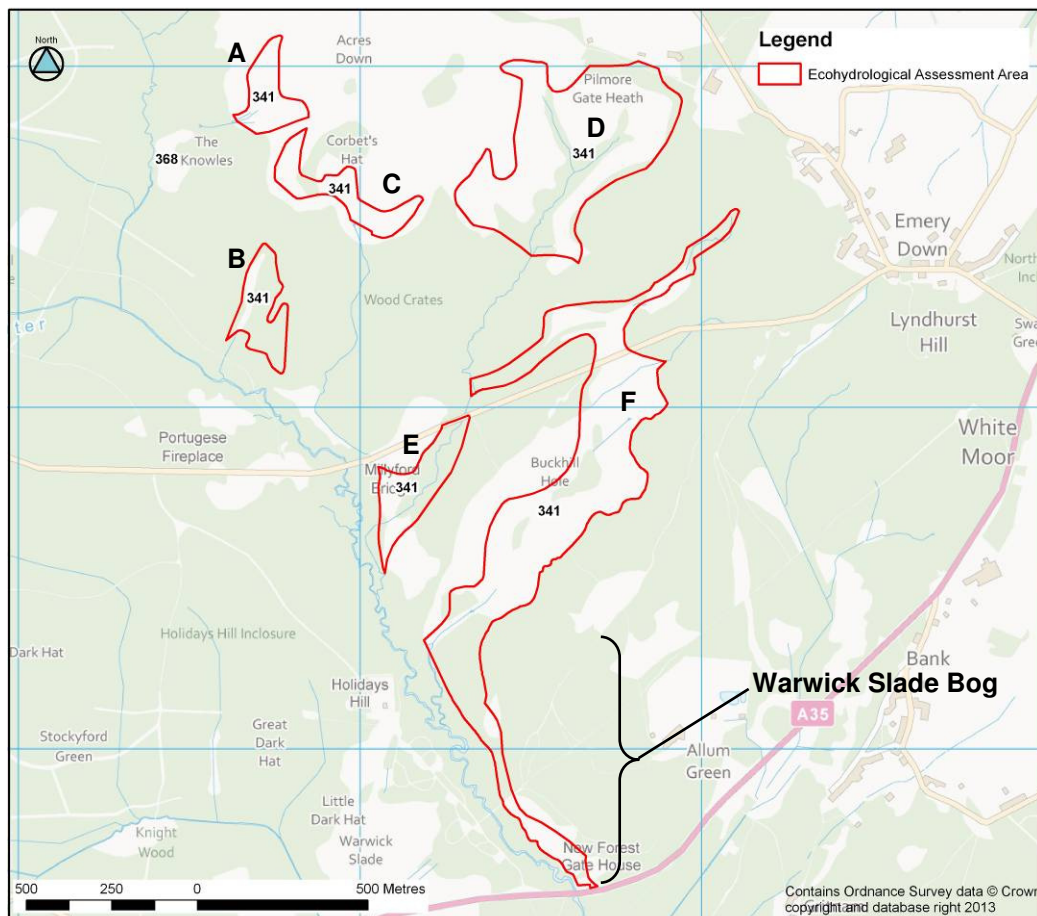 North
A
341
The
Knowles
368
Acres
Down
Corbet's
Hat
341
C
Pilmore
Gate Heath
D
341
Legend
Ecohydrological Assessment Area
B
341
Wood Crates
Emery
Down
Lyndhurst
Hill
Portugese
Fireplace
E
Millyford
341
F
Buckhill
Hole
341
White
Moor
Holidays Hill Inclosure
Dark Hat
Holidays
Hill
Stockyford
Green
Great
Dark
Hat
Little
Dark Hat
Knight
Wood
Warwick
Slade
Warwick Slade Bog
Bank
A35
Allum
Green
New Forest
Gate House
500 250 0 500 Metres
Contains Ordnance Survey data © Crown
copyright and database right 2013